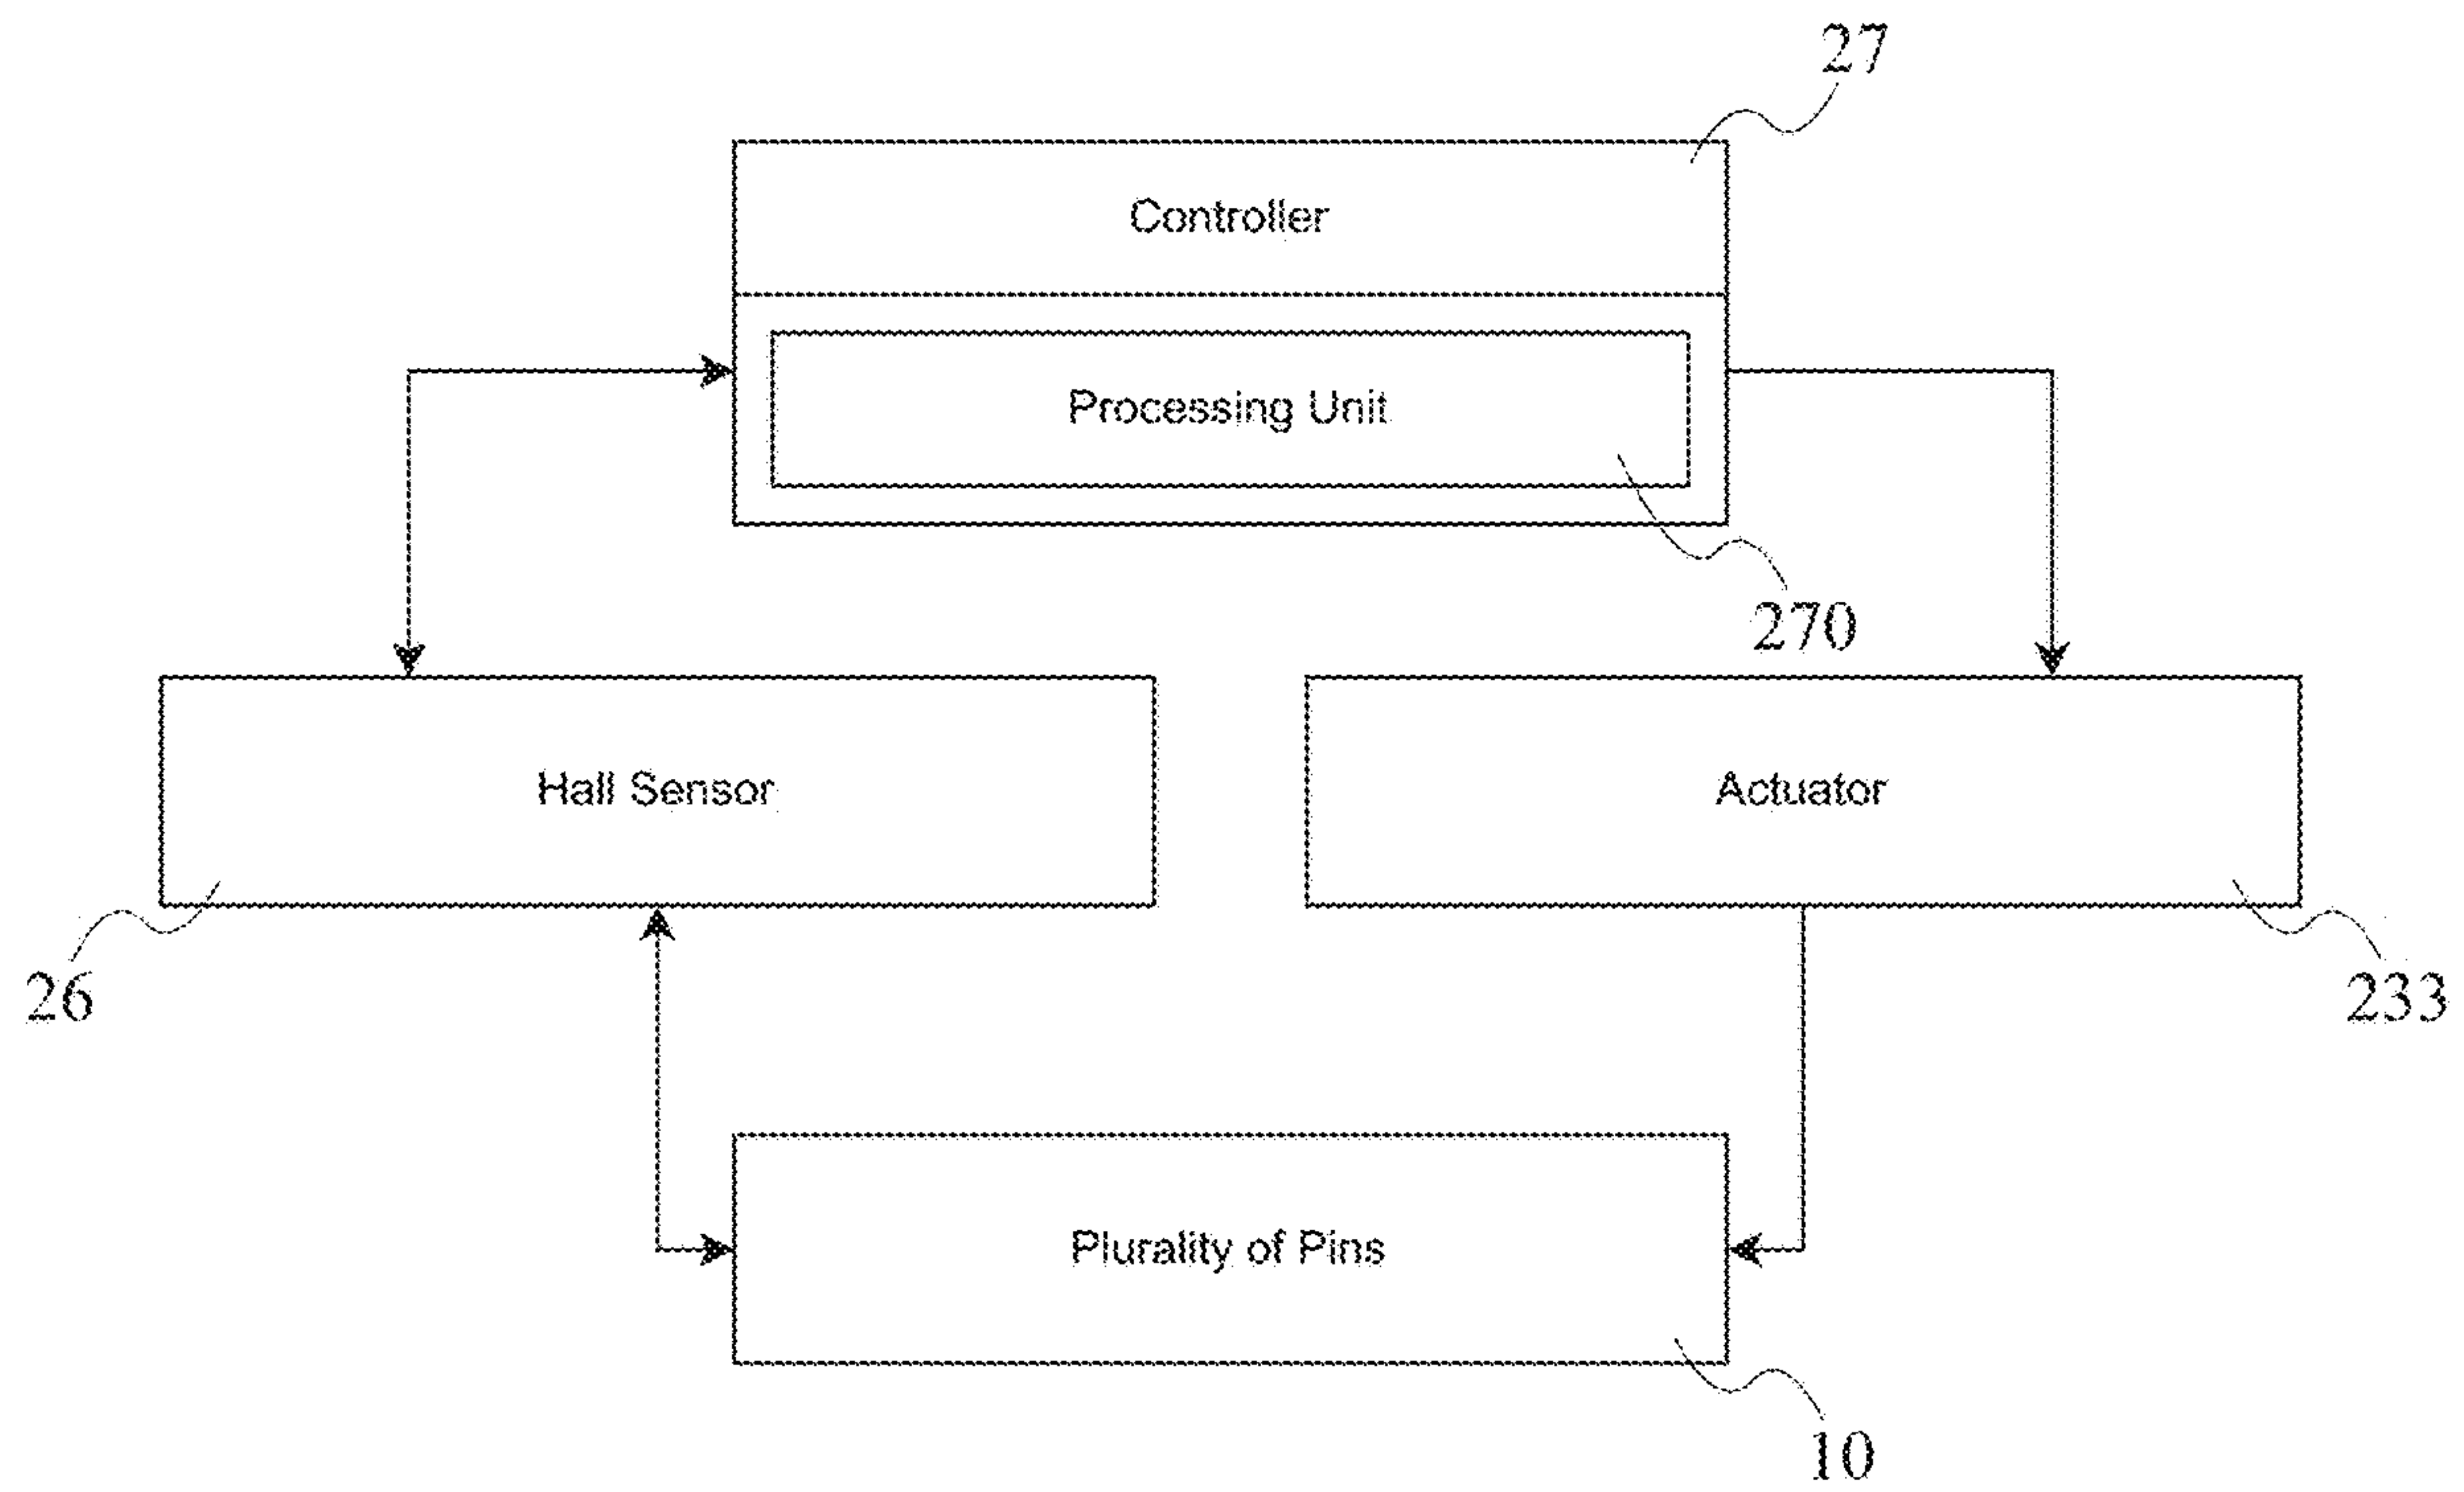 27
Controller
Processing Unit
270
Hall Sensor
Actuator
26
233
Plurality of Pins
10